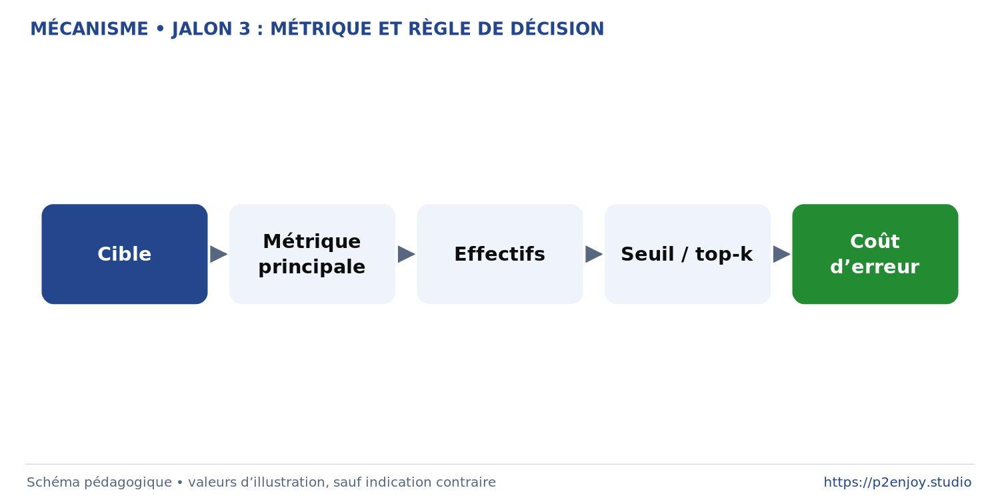 MÉCANISME • JALON 3 : MÉTRIQUE ET RÈGLE DE DÉCISION
Cible
Métrique
principale
Effectifs
Seuil / top-k
Coût
d’erreur
Schéma pédagogique • valeurs d’illustration, sauf indication contraire
https://p2enjoy.studio